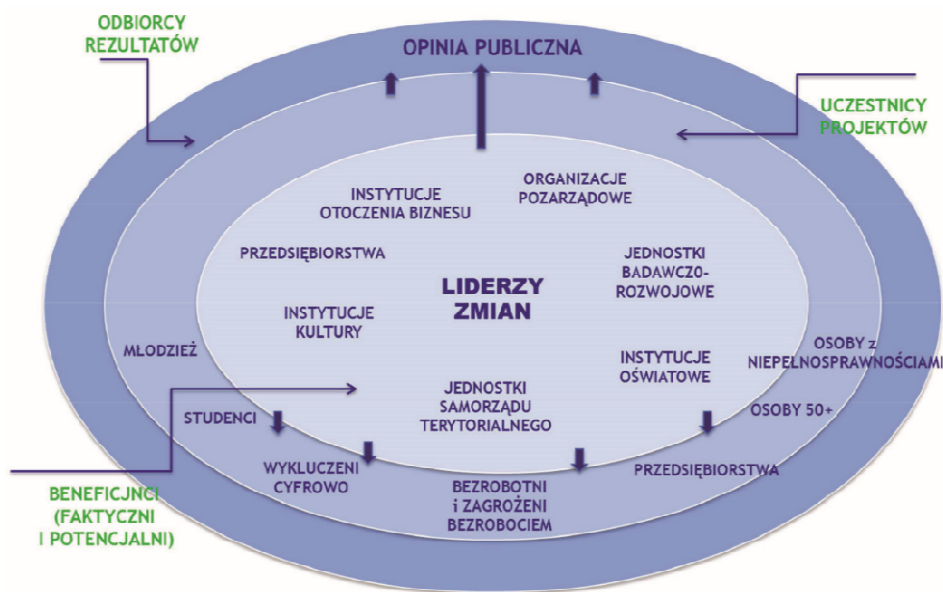 ODBIORCY
REZULTATÓW
OPINIA PUBLICZNA
UCZESTNICY
PROJEKTÓW
INSTYTUCJE
OTOCZENIA BIZNESU
ORGANIZACJE
POZARZĄDOWE
PRZEDSIĘBIORSTWA
JEDNOSTKI
BADAWCZO-
ROZWOJOWE
LIDERZY
ZMIAN
INSTYTUCJE
KULTURY
MŁODZIEŻ
INSTYTUCJE
OŚWIATOWE
OSOBY z
NIEPEŁNOSPRAWNOŚCIAMI
JEDNOSTKI
SAMORZĄDU
TERYTORIALNEGO
STUDENCI
OSOBY 50+
WYKLUCZENI
CYFROWO
BEZROBOTNI
i ZAGROŻENI
BEZROBOCIEM
PRZEDSIĘBIORSTWA
BENEFICJNCI
(FAKTYCZNI
I POTENCJALNI)